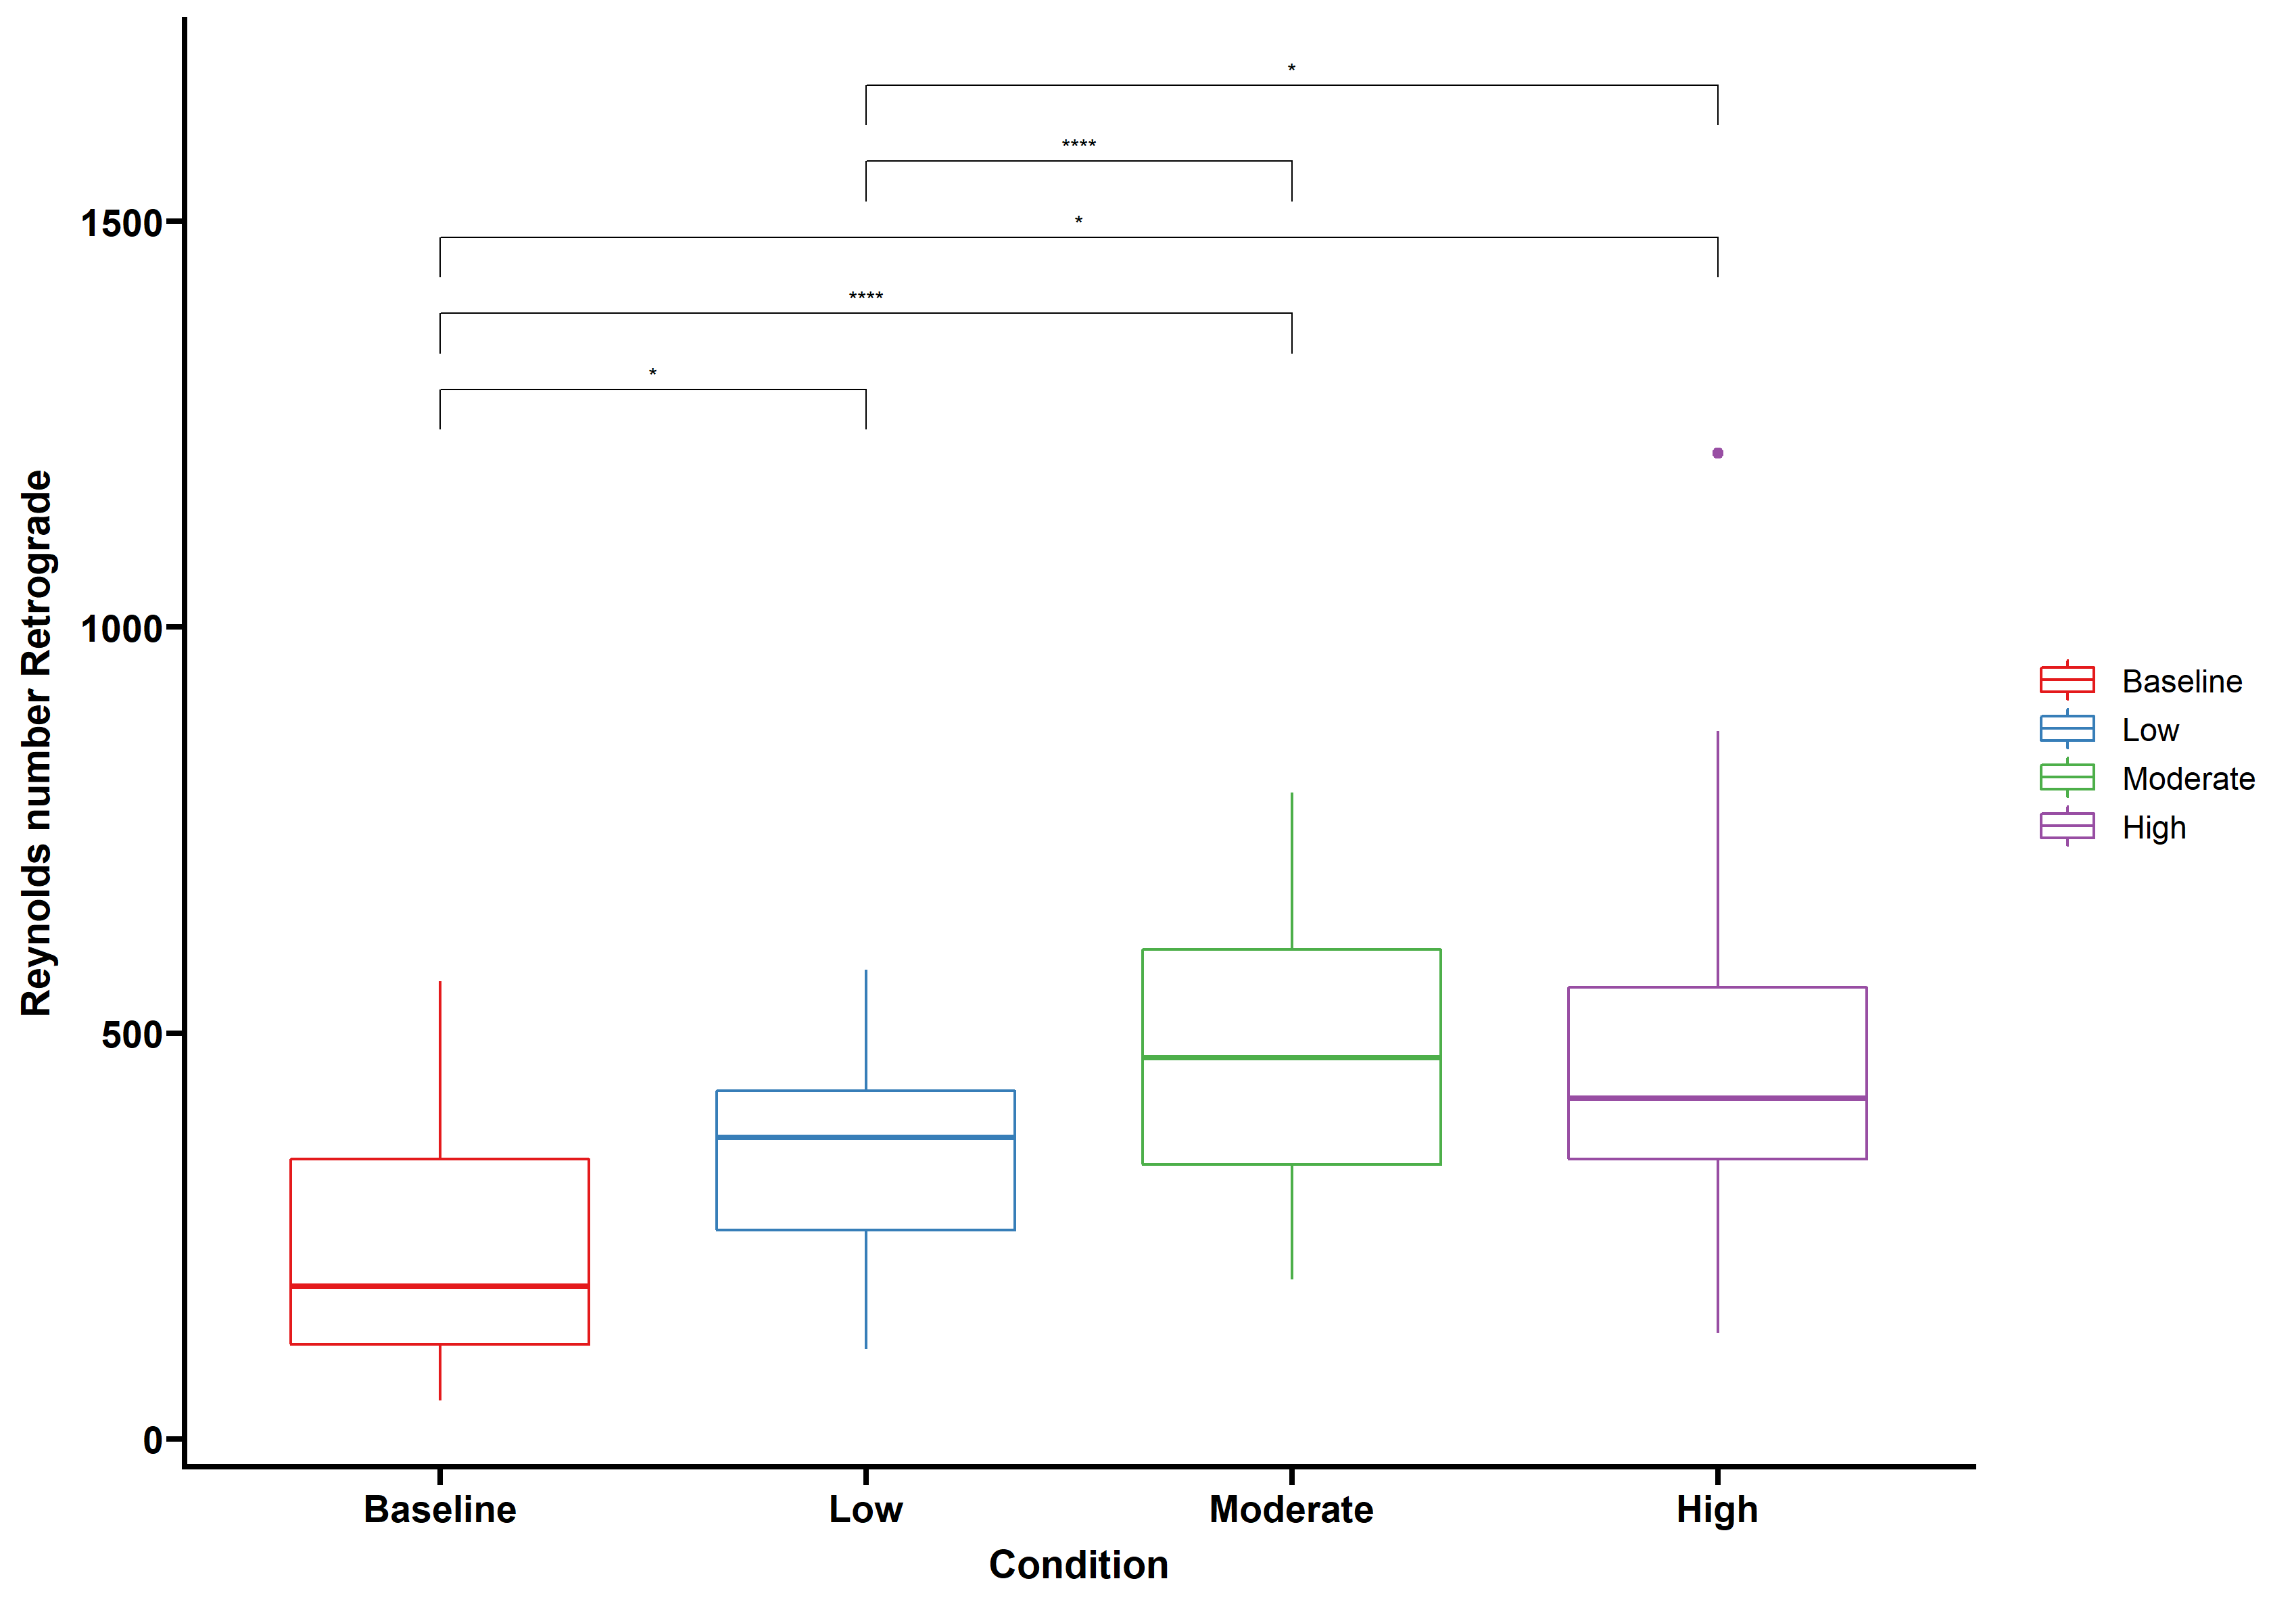 *
****
*
****
*
1500
1000
500
0
Reynolds number Retrograde
Baseline
Low
Moderate
High
Baseline
Low
Moderate
High
Condition